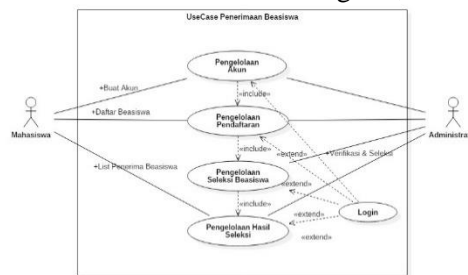 UseCase Penerimaan Beasiswa
Pengelolaan
Akun
+Buat Akun
«include»
+Daftar Beasiswa
Pengelolaan
Pendaftaran
Mahasiswa
Administra
«include»
«extend»
+Verifikasi & Seleksi
+List Penerima Beasiswa
Pengelolaan
Seleksi Beasiswa
«extend»
«include»
Login
«extend»
Pengelolaan Hasil
Seleksi
«extend»